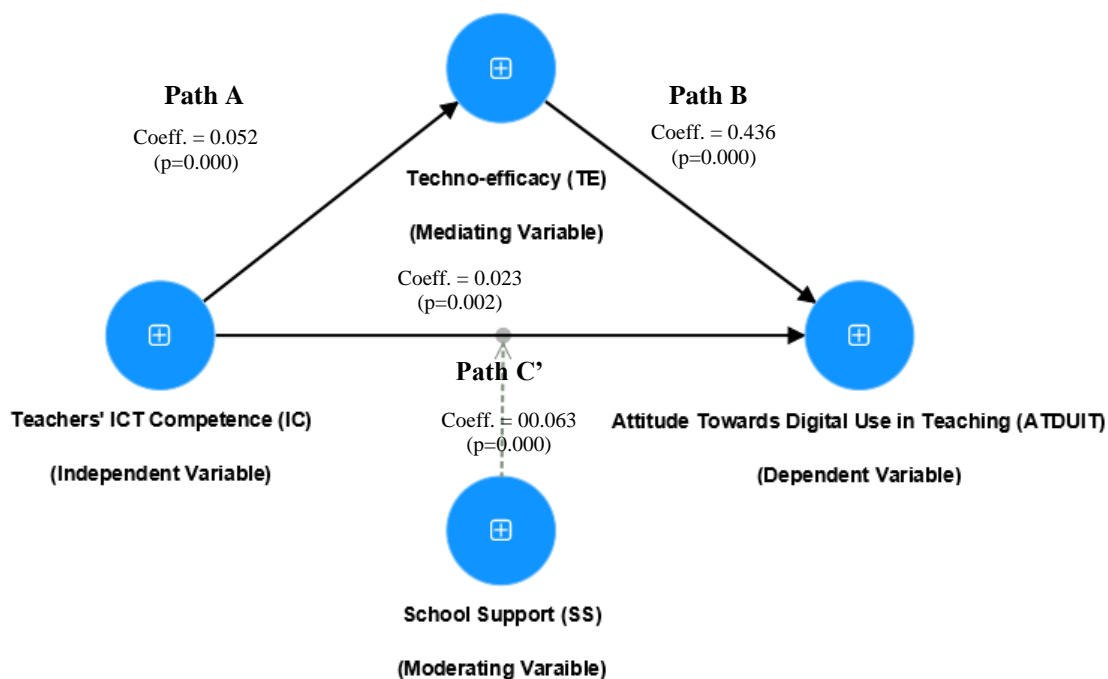 Path A
Coeff. = 0.052
(p=0.000)
Path B
Coeff. = 0.436
(p=0.000)
Techno-efficacy (TE)
(Mediating Variable)
Coeff. = 0.023
(p=0.002)
Path C’
Teachers' ICT Competence (IC)
(Independent Variable)
Coeff. = 00.063
(p=0.000)
Attitude Towards Digital Use in Teaching (ATDUIT)
(Dependent Variable)
School Support (SS)
(Moderating Varaible)